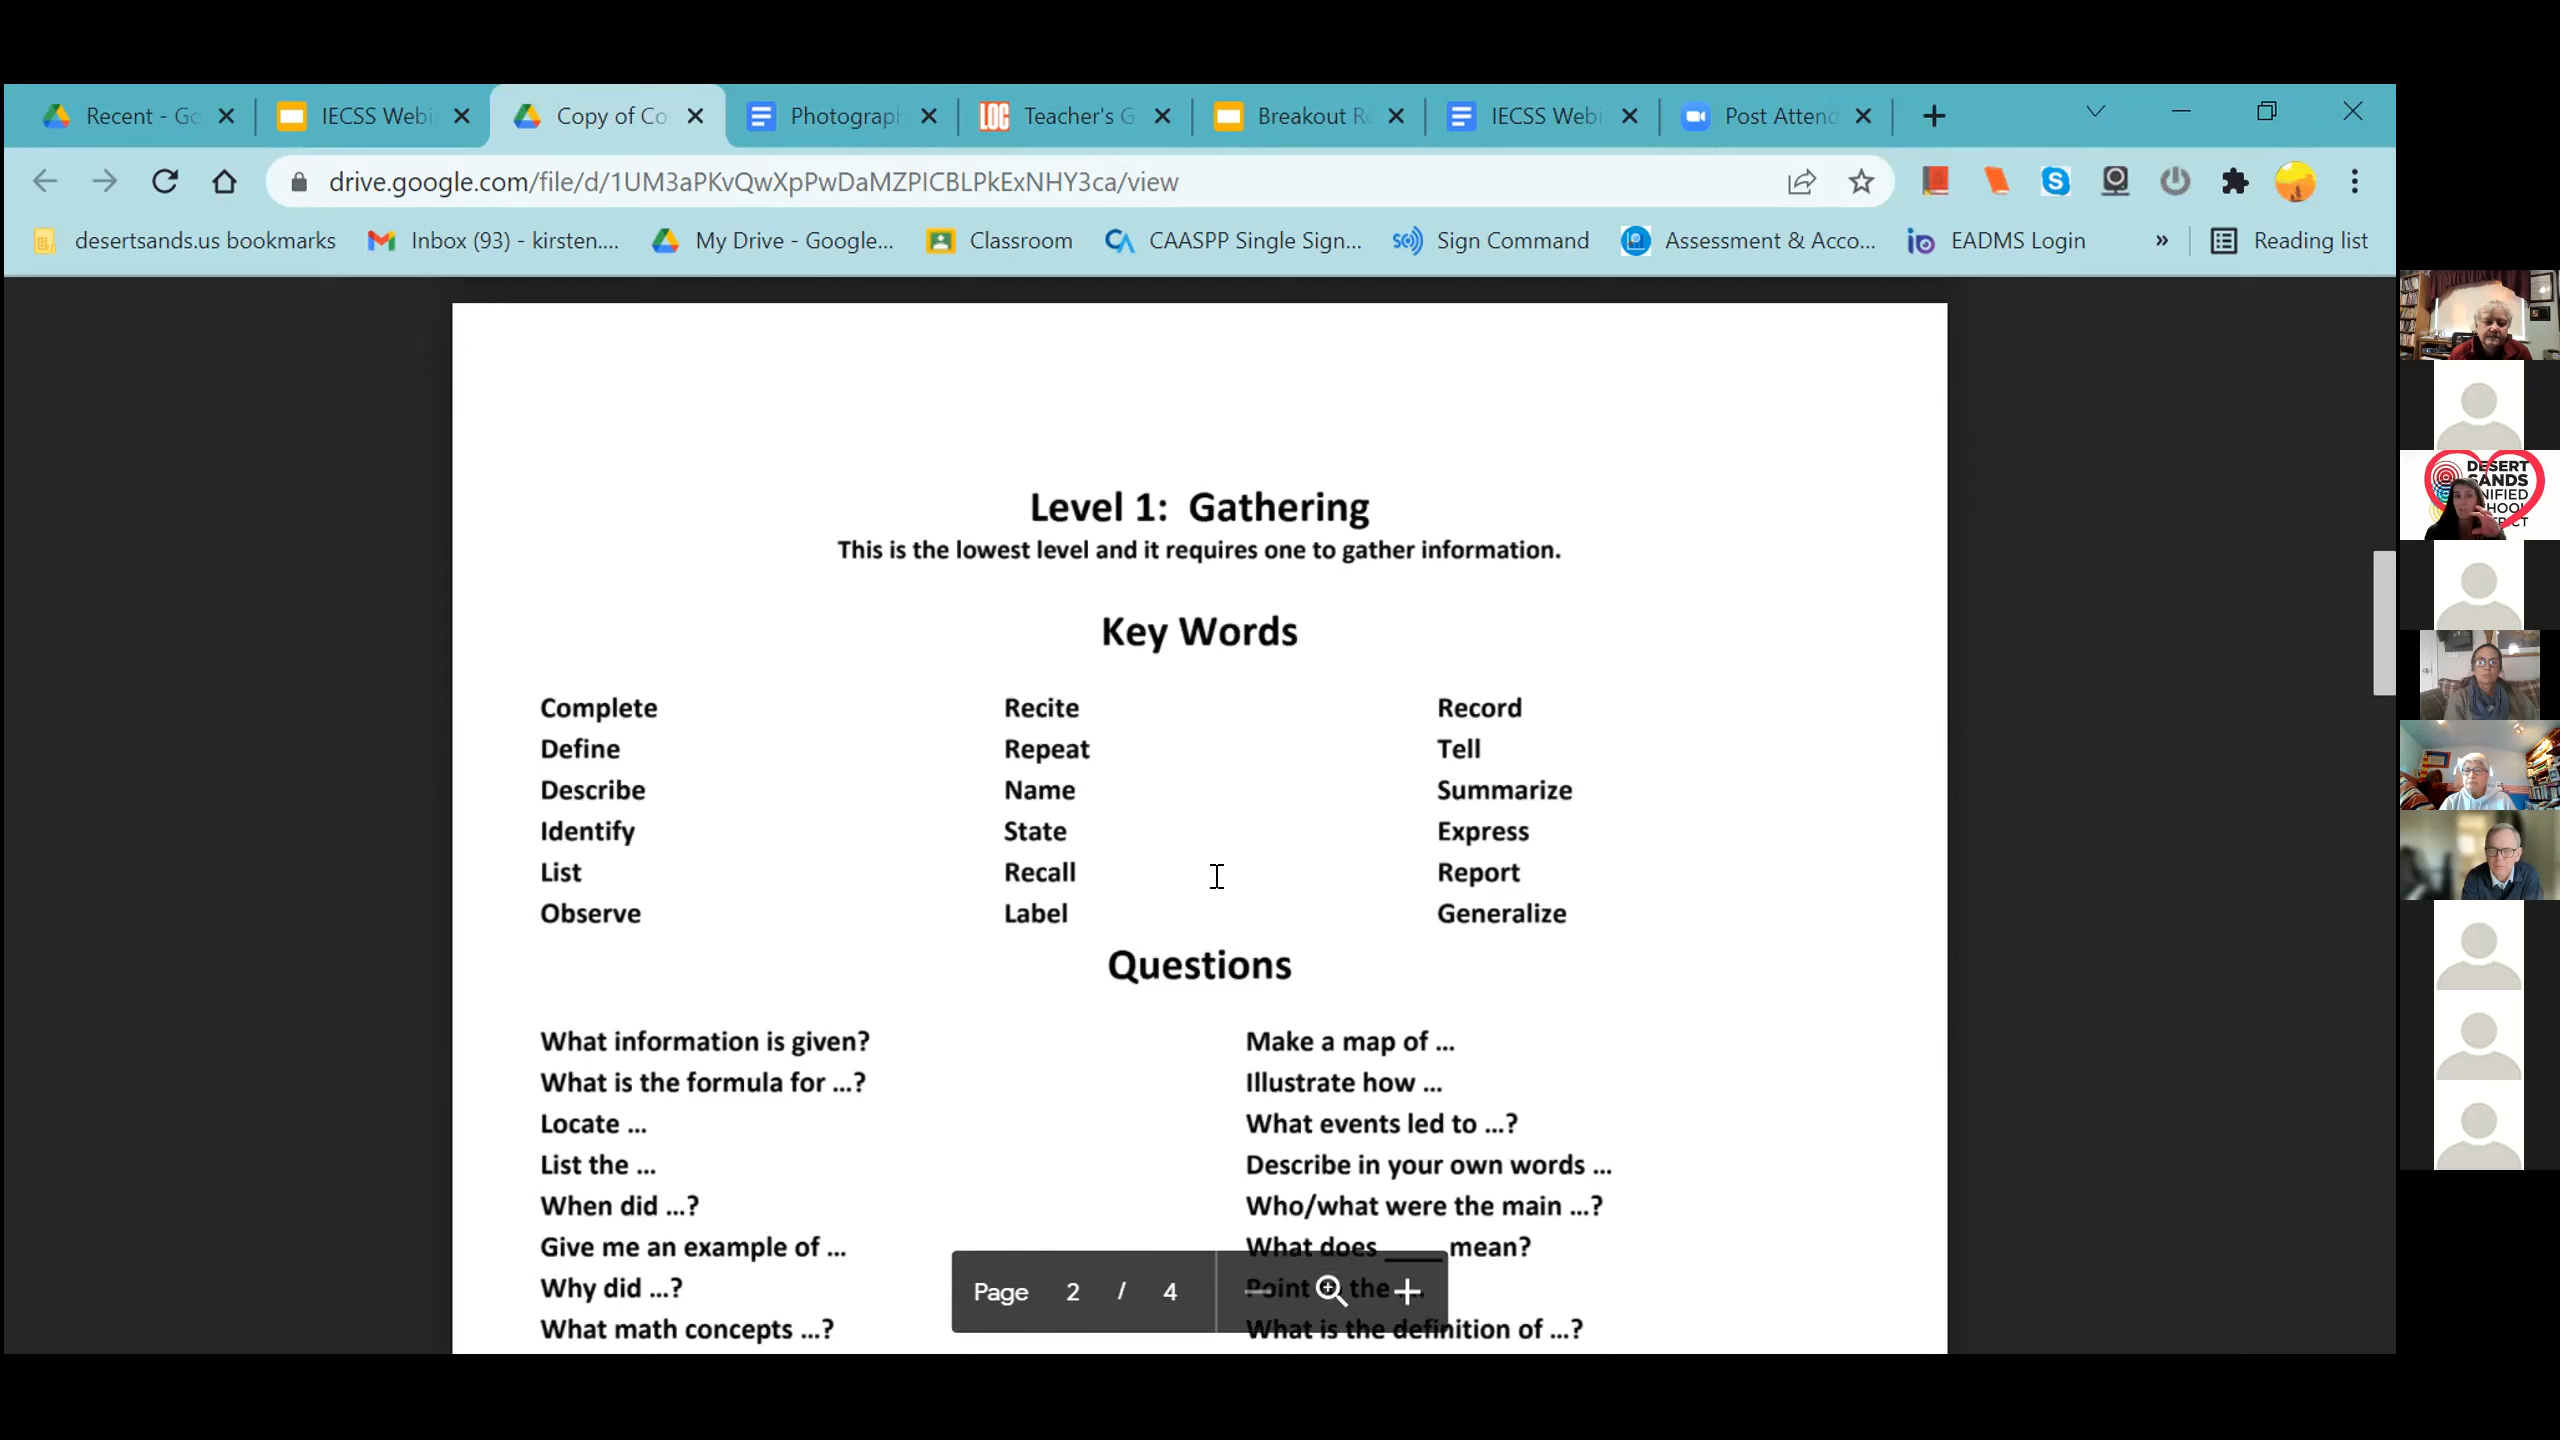 Recent - Go
IECSS Webi
Copy of Co
Photograph
Teacher's G
Breakout Ro
IECSS Webi
Post Attend
drive.google.com/file/d/1UM3aPKvQwXpPwDaMZPICBLPkExNHY3ca/view
desertsands.us bookmarks
Inbox (93) - kirsten....
My Drive - Google...
Classroom
CAASPP Single Sign...
Sign Command
Assessment & Acco...
EADMS Login
»
Reading list
Level 1: Gathering
This is the lowest level and it requires one to gather information.
Key Words
Complete Recite Record
Define Repeat Tell
Describe Name Summarize
Identify State Express
List Recall Report
Observe Label Generalize
Questions
What information is given? Make a map of ...
What is the formula for ...? Illustrate how ...
Locate ... What events led to ...?
List the ... Describe in your own words ...
When did ...? Who/what were the main ...?
Give me an example of ... What does ____ mean?
Why did ...? Point the
What math concepts ...? What is the definition of ...?
Page 2 / 4
DESERT
SANDS